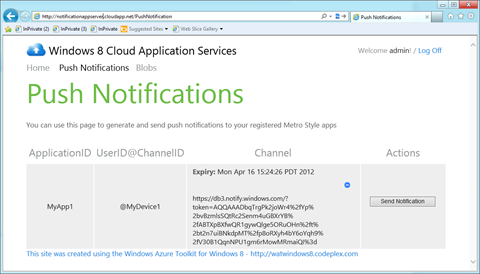 http://notificationappserver.cloudapp.net/PushNotification
Push Notifications
InPrivate (2)
InPrivate (3)
InPrivate
Suggested Sites
Web Slice Gallery
Windows 8 Cloud Application Services
Welcome admin! / Log Off
Home Push Notifications Blobs
Push Notifications
You can use this page to generate and send push notifications to your registered Metro Style apps
ApplicationID UserID@ChannelID Channel Actions
Expiry: Mon Apr 16 15:24:26 PDT 2012
https://db3.notify.windows.com/?
token=AQQAAADbqTrgPk2joWr4%2fYp%
2bv8zmlsSQtRc2Senm4uGBXrYB%
2fABTXpBXfwQR1gywQlge5ORuOHn%2ft%
MyApp1 @MyDevice1 Send Notification
2bt2n7uiBNkdpMT%2fp8oRXyh4bY6oYqh9%
2fV30B1QqnNPU1gm6rMowMRmaiQI%3d
This site was created using the Windows Azure Toolkit for Windows 8 - http://watwindows8.codeplex.com